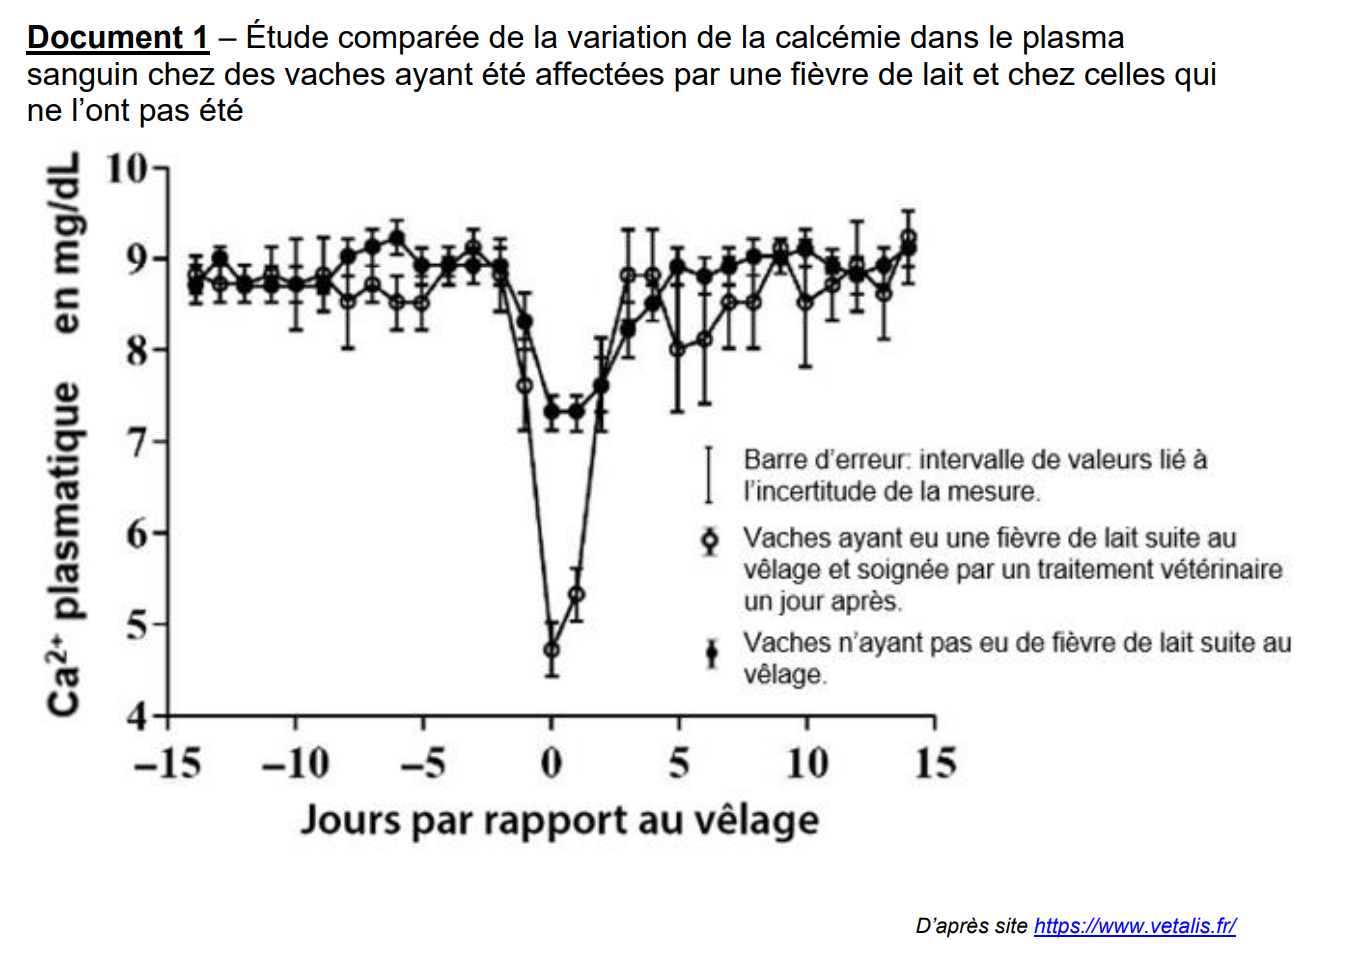 Document 1 – Étude comparée de la variation de la calcémie dans le plasma
sanguin chez des vaches ayant été affectées par une fièvre de lait et chez celles qui
ne l’ont pas été
Ca²⁺ plasmatique en mg/dL
10
9
8
7
6
5
4
Barre d’erreur: intervalle de valeurs lié à
l’incertitude de la mesure.
Vaches ayant eu une fièvre de lait suite au
vêlage et soignée par un traitement vétérinaire
un jour après.
Vaches n’ayant pas eu de fièvre de lait suite au
vêlage.
–15 –10 –5 0 5 10 15
Jours par rapport au vêlage
D’après site https://www.vetalis.fr/